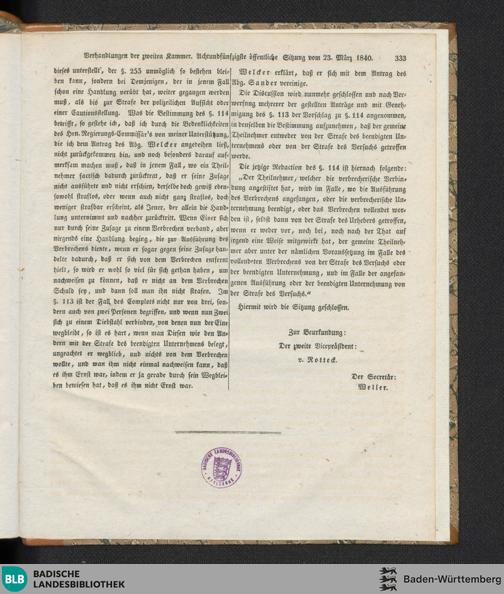 Verhandlungen der zweiten Kammer. Achtundfünfzigste öffentliche Sitzung vom 23. März 1840. 333
dieses unterstellt, der §. 255 unmöglich so bestehen blei-
ben kann, sondern bei Demjenigen, der in jenem Fall
schon eine Handlung verübt hat, weiter gegangen werden
muß, als bis zur Strafe der polizeilichen Aufsicht oder
einer Cautionsstellung. Was die Bestimmung des §. 114
betrifft, so gestehe ich, daß ich durch die Bedenklichkeiten
des Hrn. Regierungs-Commissär's von meiner Unterstützung,
die ich dem Antrag des Abg. Welcker angedeihen ließ,
nicht zurückgekommen bin, und noch besonders darauf auf-
merksam machen muß, daß in jenem Fall, wo ein Theil-
nehmer factisch dadurch zurücktritt, daß er seine Zusage
nicht ausführte und nicht erschien, derselbe doch gewiß eben-
sowohl straflos, oder wenn auch nicht ganz straflos, doch
weniger strafbar erscheint, als Jener, der allein die Hand-
lung unternimmt und nachher zurücktritt. Wenn Einer sich
nur durch seine Zusage zu einem Verbrechen verband, aber
nirgends eine Handlung beging, die zur Ausführung des
Verbrechens diente, wenn er sogar gegen seine Zusage han-
delte dadurch, daß er sich von dem Verbrechen entfernt
hielt, so wird er wohl so viel für sich gethan haben, um
nachweisen zu können, daß er nicht an dem Verbrechen
Schuld sey, und dann soll man ihn nicht strafen. Im
§. 113 ist der Fall des Complots nicht nur von drei, son-
dern auch von zwei Personen begriffen, und wenn nun Zwei
sich zu einem Diebstahl verbinden, von denen nun der Eine
wegbleibt, so ist es hart, wenn man Diesen wie den An-
dern mit der Strafe des beendigten Unternehmens belegt,
ungeachtet er wegblieb, und nichts von dem Verbrechen
wollte, und wan ihm nicht einmal nachweisen kann, daß
es ihm Ernst war, indem er ja gerade durch sein Wegblei-
ben bewiesen hat, daß es ihm nicht Ernst war.
Welcker erklärt, daß er sich mit dem Antrag des
Abg. Sander vereinige.
Die Discussion wird nunmehr geschlossen und nach Ver-
werfung mehrerer der gestellten Anträge und mit Geneh-
migung des §. 113 der Vorschlag zu §. 114 angenommen,
in denselben die Bestimmung aufzunehmen, daß der gemeine
Theilnehmer entweder von der Strafe des beendigten Un-
ternehmens oder von der Strafe des Versuchs getroffen
werde.
Die jetzige Redaction des §. 114 ist hiernach folgende:
„Der Theilnehmer, welcher die verbrecherische Verbin-
dung angestiftet hat, wird im Falle, wo die Ausführung
des Verbrechens angefangen, oder die verbrecherische Un-
ternehmung beendigt, oder das Verbrechen vollendet wor-
den ist, selbst dann von der Strafe des Urhebers getroffen,
wenn er weder vor, noch bei, noch nach der That auf
irgend eine Weise mitgewirkt hat, der gemeine Theilneh-
mer aber unter der nämlichen Voraussetzung im Falle des
vollendeten Verbrechens von der Strafe des Versuchs oder
der beendigten Unternehmung, und im Falle der angefan-
genen Ausführung oder der beendigten Unternehmung von
der Strafe des Versuchs.“
Hiermit wird die Sitzung geschlossen.
Zur Beurkundung:
Der zweite Vicepräsident:
v. Rotteck.
Der Secretär:
Weller.
BADISCHE LANDESBIBLIOTHEK
KARLSRUHE
BLB
BADISCHE
LANDESBIBLIOTHEK
Baden-Württemberg